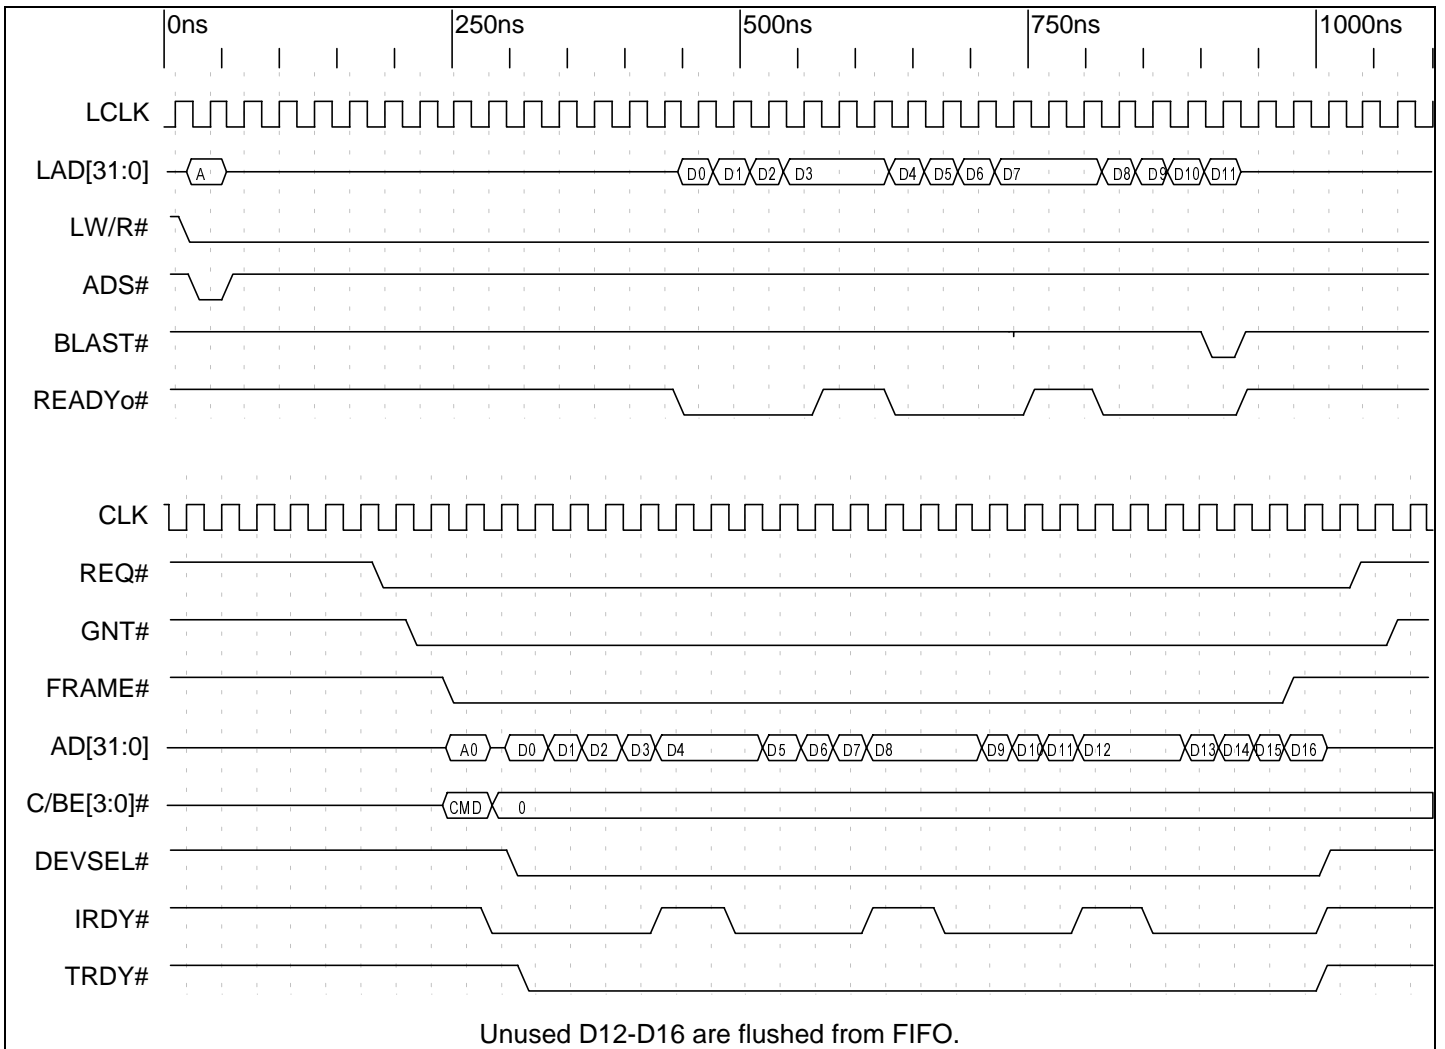 0ns 250ns 500ns 750ns 1000ns
LCLK
LAD[31:0] A D0 D1 D2 D3 D4 D5 D6 D7 D8 D9 D10 D11
LW/R#
ADS#
BLAST#
READYo#
CLK
REQ#
GNT#
FRAME#
AD[31:0] A0 D0 D1 D2 D3 D4 D5 D6 D7 D8 D9 D10 D11 D12 D13 D14 D15 D16
C/BE[3:0]# CMD 0
DEVSEL#
IRDY#
TRDY#
Unused D12-D16 are flushed from FIFO.